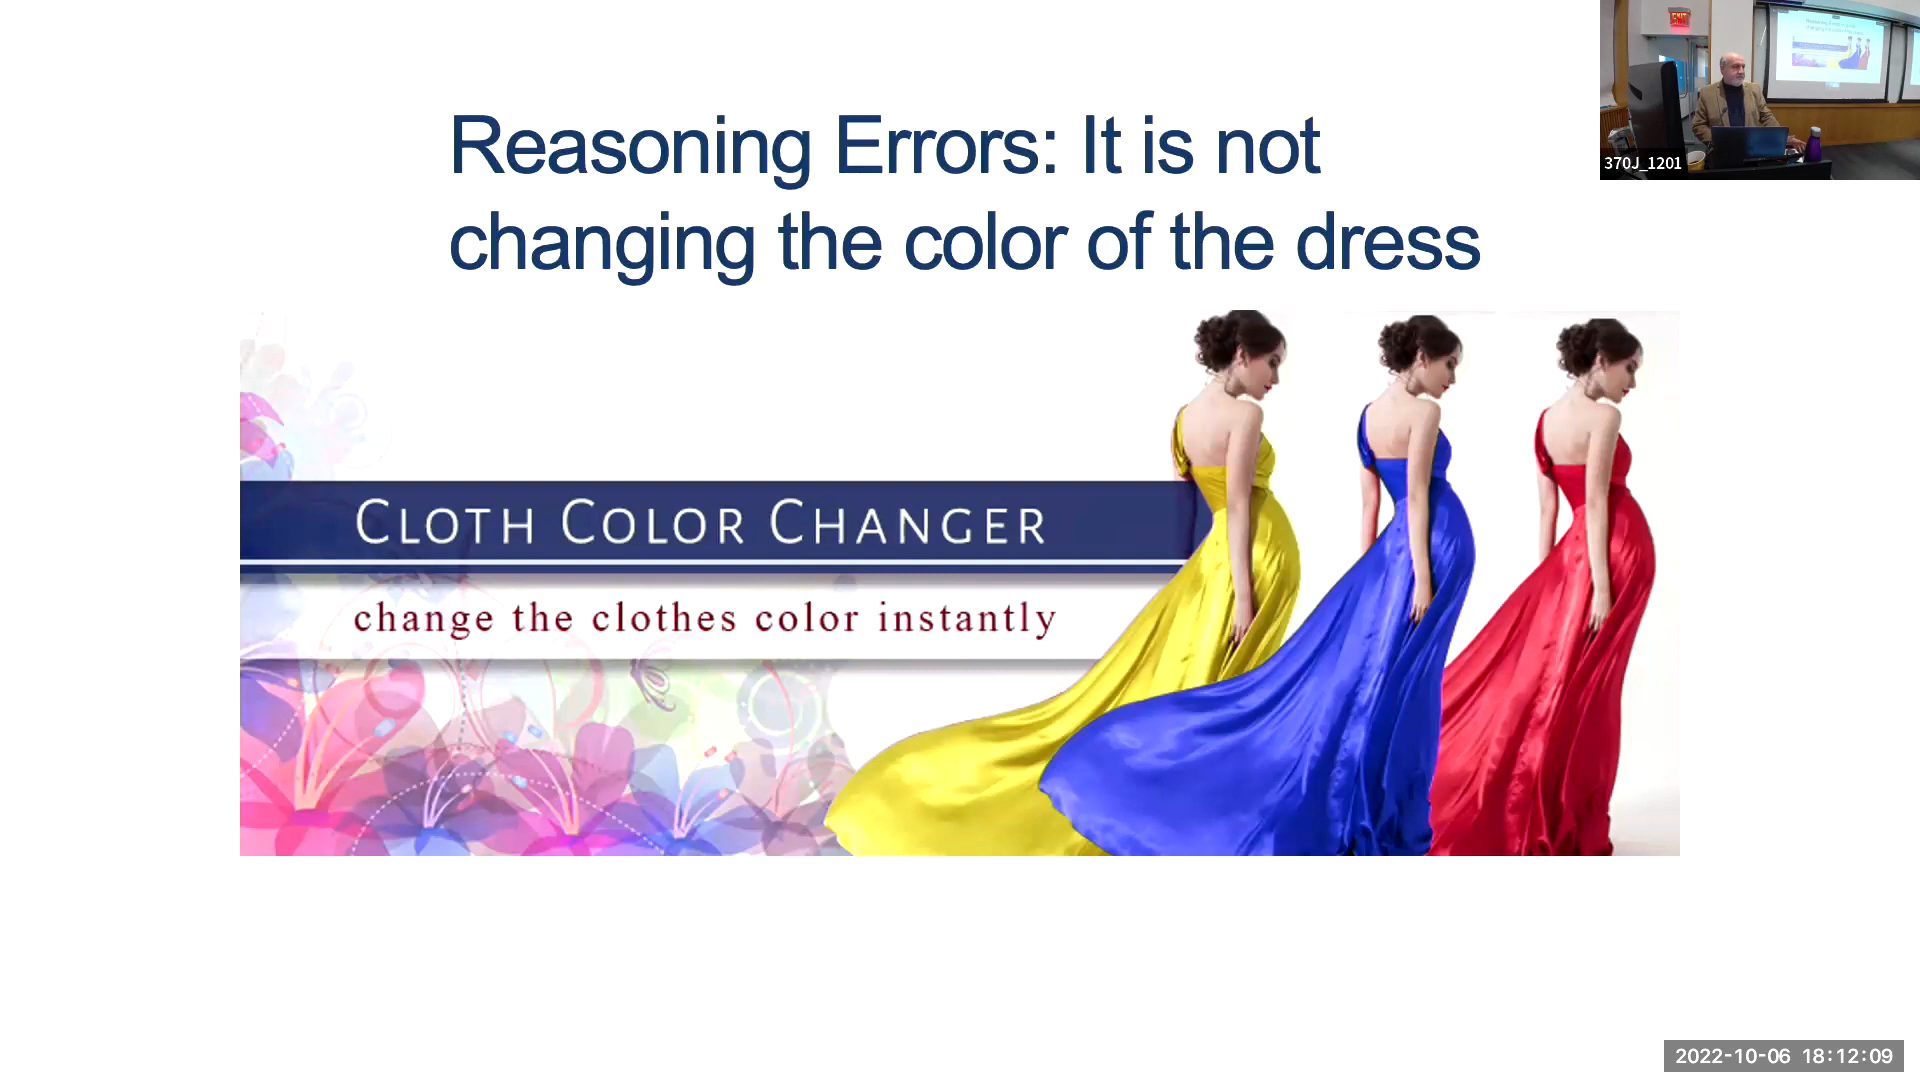 Reasoning Errors: It is not
changing the color of the dress
EXIT
370J_1201
CLOTH COLOR CHANGER
change the clothes color instantly
2022-10-06 18:12:09